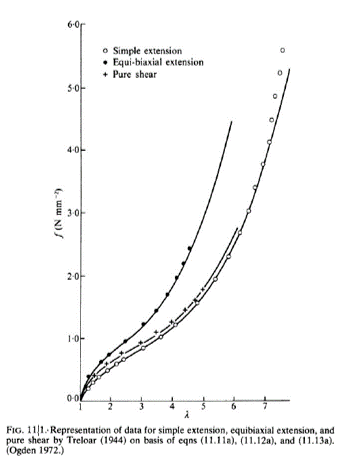 6·0
5·0
4·0
3·0
2·0
1·0
0·0
f (N mm⁻²)
○ Simple extension
● Equi-biaxial extension
+ Pure shear
1 2 3 4 5 6 7
λ
FIG. 11|1. Representation of data for simple extension, equibiaxial extension, and
pure shear by Treloar (1944) on basis of eqns (11.11a), (11.12a), and (11.13a).
(Ogden 1972.)